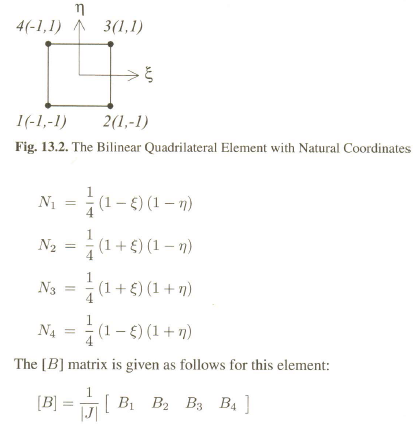 η
4(-1,1) 3(1,1)
ξ
1(-1,-1) 2(1,-1)
Fig. 13.2. The Bilinear Quadrilateral Element with Natural Coordinates
N₁ = 1/4 (1 − ξ) (1 − η)
N₂ = 1/4 (1 + ξ) (1 − η)
N₃ = 1/4 (1 + ξ) (1 + η)
N₄ = 1/4 (1 − ξ) (1 + η)
The [B] matrix is given as follows for this element:
[B] = 1/|J| [ B₁ B₂ B₃ B₄ ]